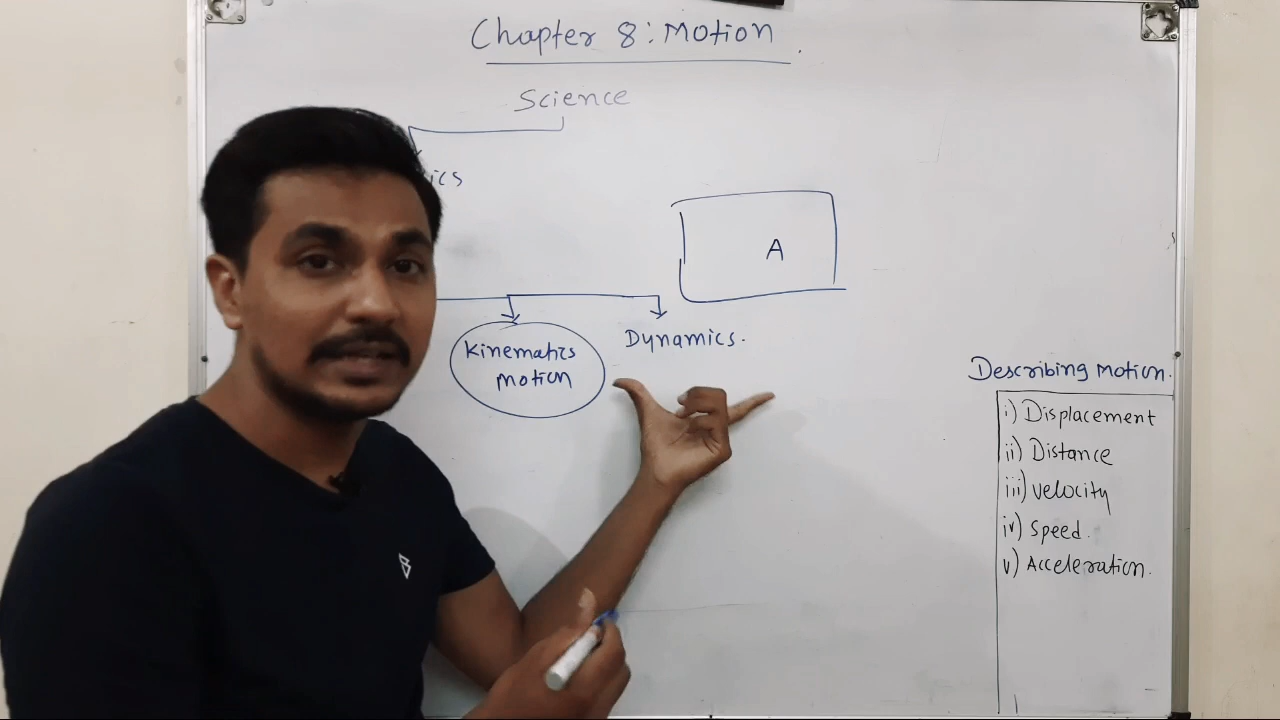 Chapter 8: Motion.
Science
ics
A
Kinematics
motion
Dynamics.
Describing Motion.
i) Displacement
ii) Distance
iii) Velocity
iv) Speed.
v) Acceleration.